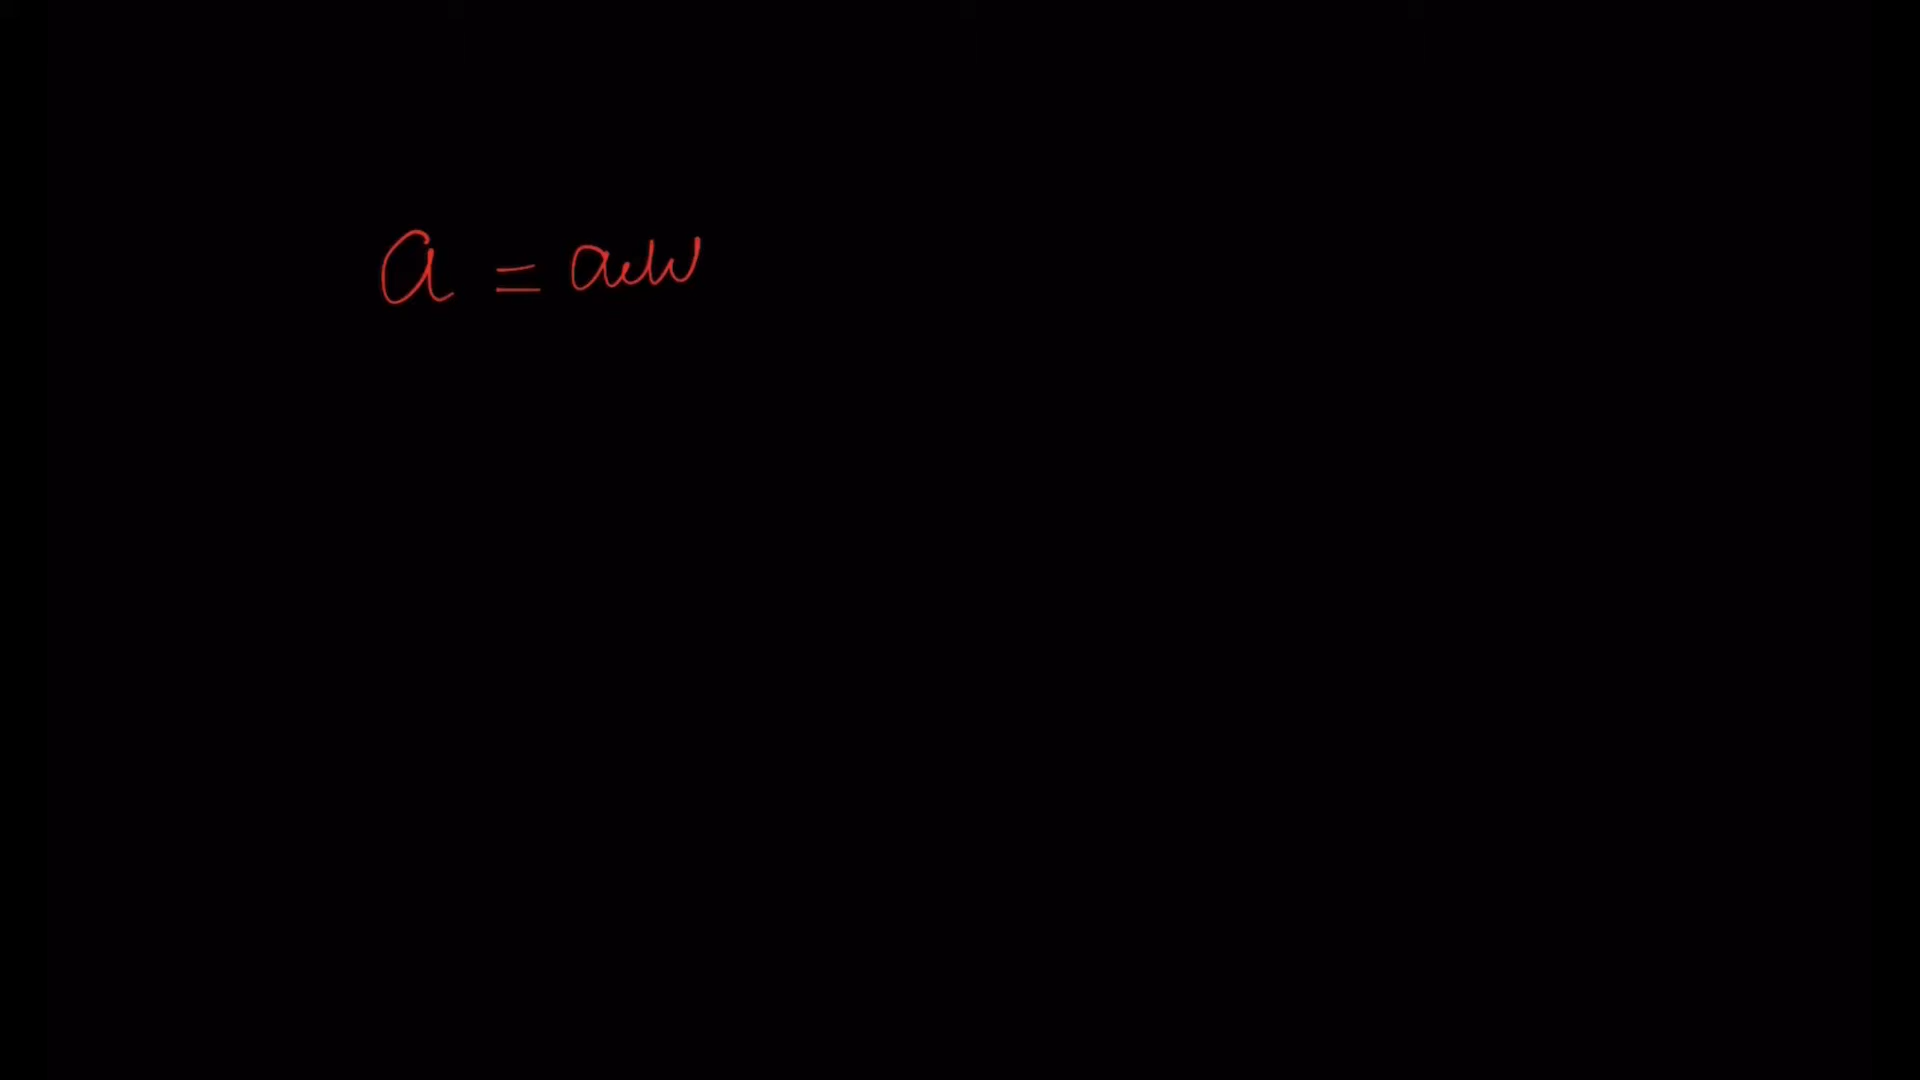 a = aw